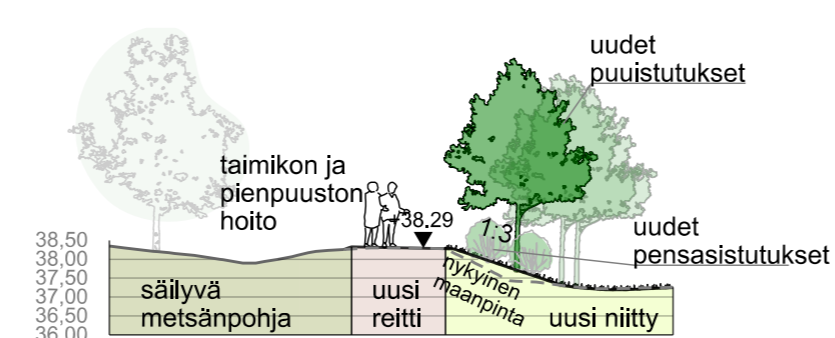 uudet
puuistutukset
taimikon ja
pienpuuston
hoito
+38,29
1:3
uudet
pensasistutukset
38,50
38,00
37,50
37,00
36,50
36,00
säilyvä
metsänpohja
uusi
reitti
nykyinen
maanpinta
uusi niitty